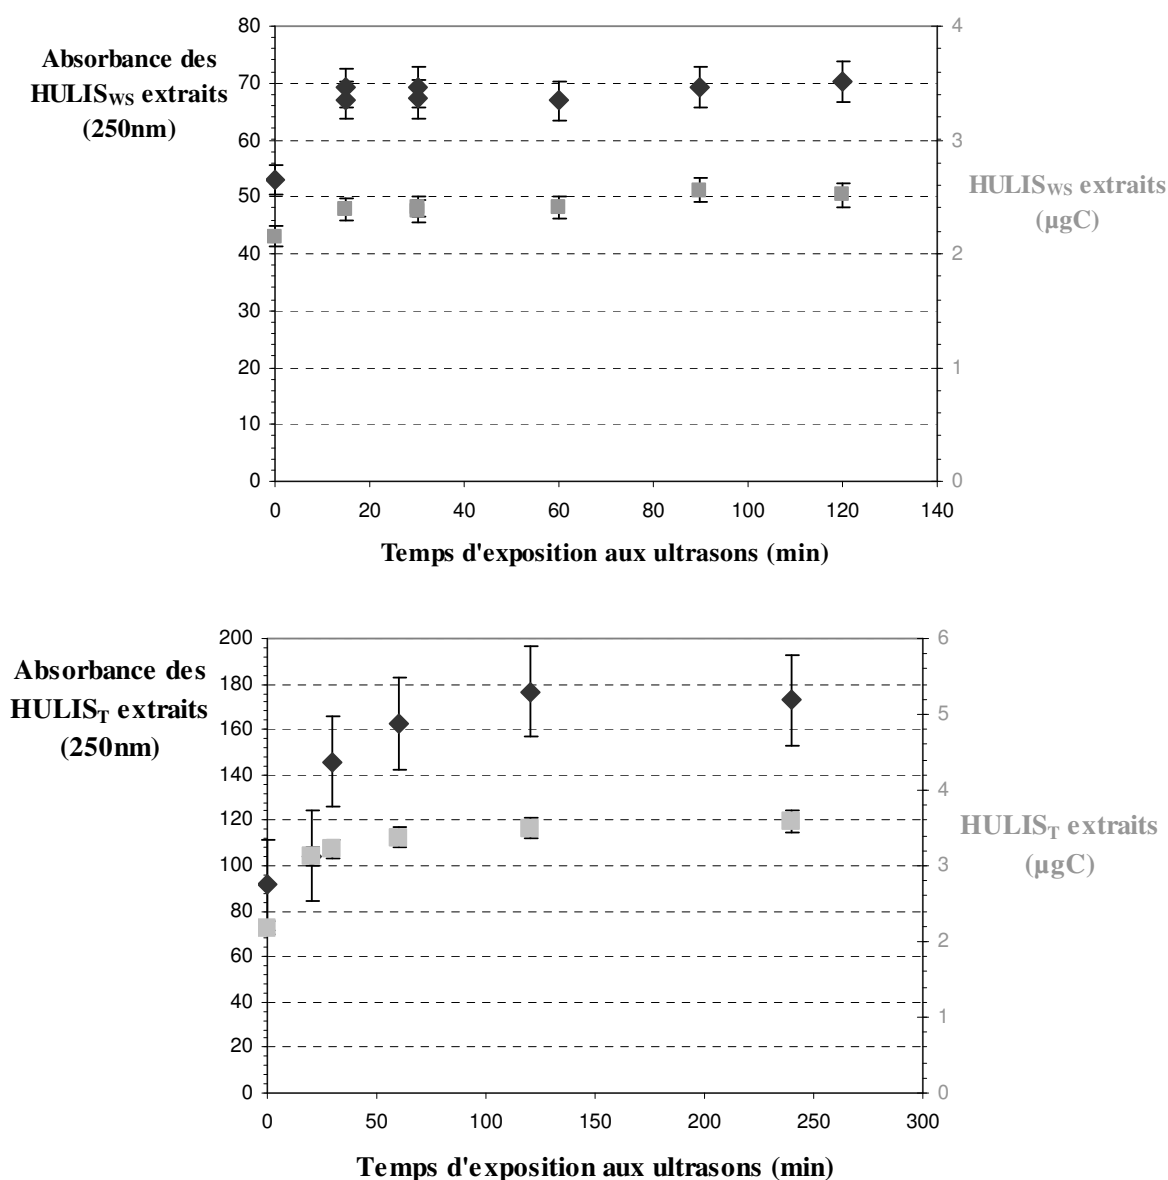 Absorbance des
HULISWS extraits
(250nm)
80
70
60
50
40
30
20
10
0
4
3
2
1
0
HULISWS extraits
(µgC)
0 20 40 60 80 100 120 140
Temps d'exposition aux ultrasons (min)
Absorbance des
HULIST extraits
(250nm)
200
180
160
140
120
100
80
60
40
20
0
6
5
4
3
2
1
0
HULIST extraits
(µgC)
0 50 100 150 200 250 300
Temps d'exposition aux ultrasons (min)